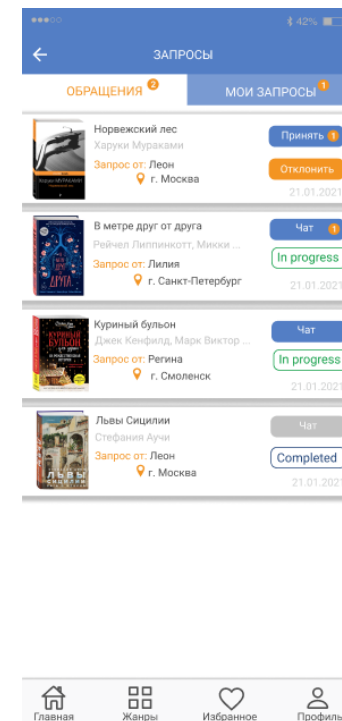 42%
ЗАПРОСЫ
ОБРАЩЕНИЯ 2
МОИ ЗАПРОСЫ 1
Норвежский лес
Харуки Мураками
Запрос от: Леон
г. Москва
Принять 1
Отклонить
21.01.2021
В метре друг от друга
Рейчел Липпинкотт, Микки ...
Запрос от: Лилия
г. Санкт-Петербург
Чат 1
In progress
21.01.2021
Куриный бульон
Джек Кенфилд, Марк Виктор ...
Запрос от: Регина
г. Смоленск
Чат
In progress
21.01.2021
Львы Сицилии
Стефания Аучи
Запрос от: Леон
г. Москва
Чат
Completed
21.01.2021
Главная
Жанры
Избранное
Профиль